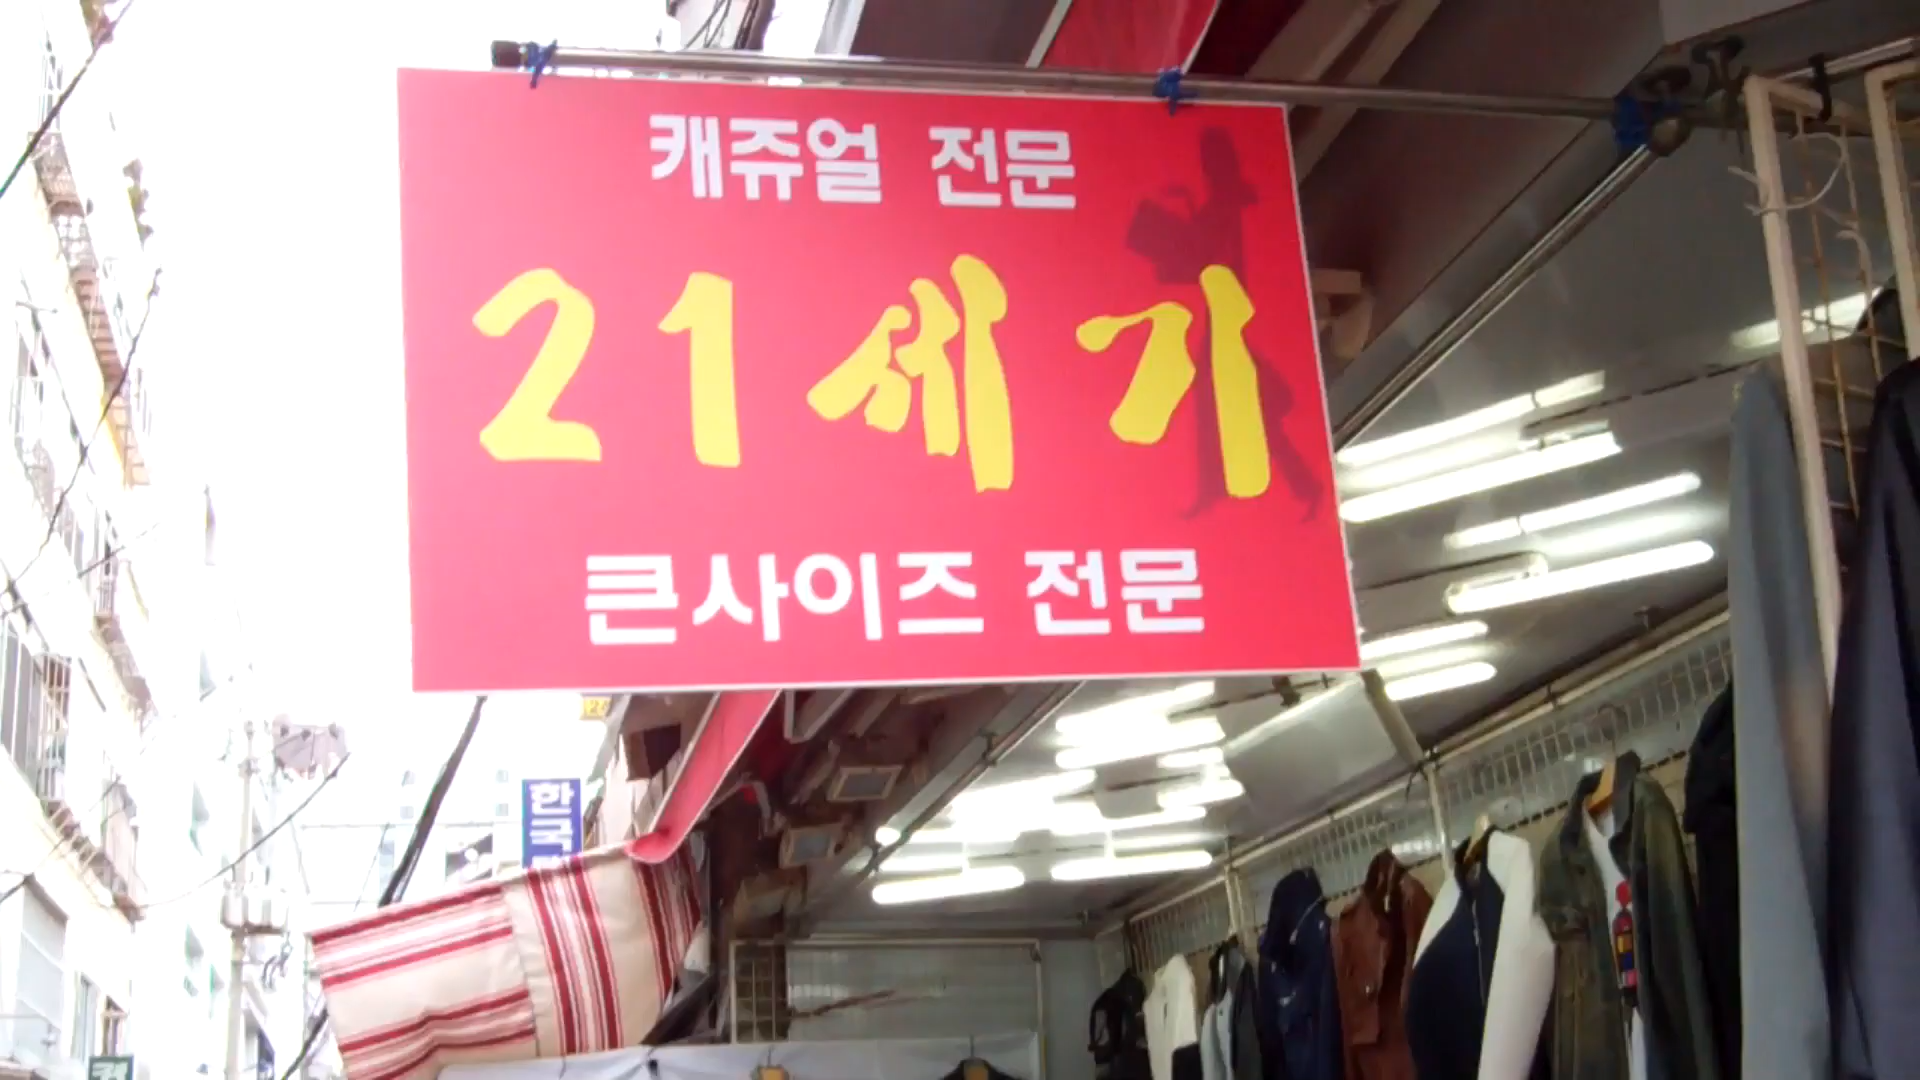 캐쥬얼 전문
21세기
큰사이즈 전문
한국